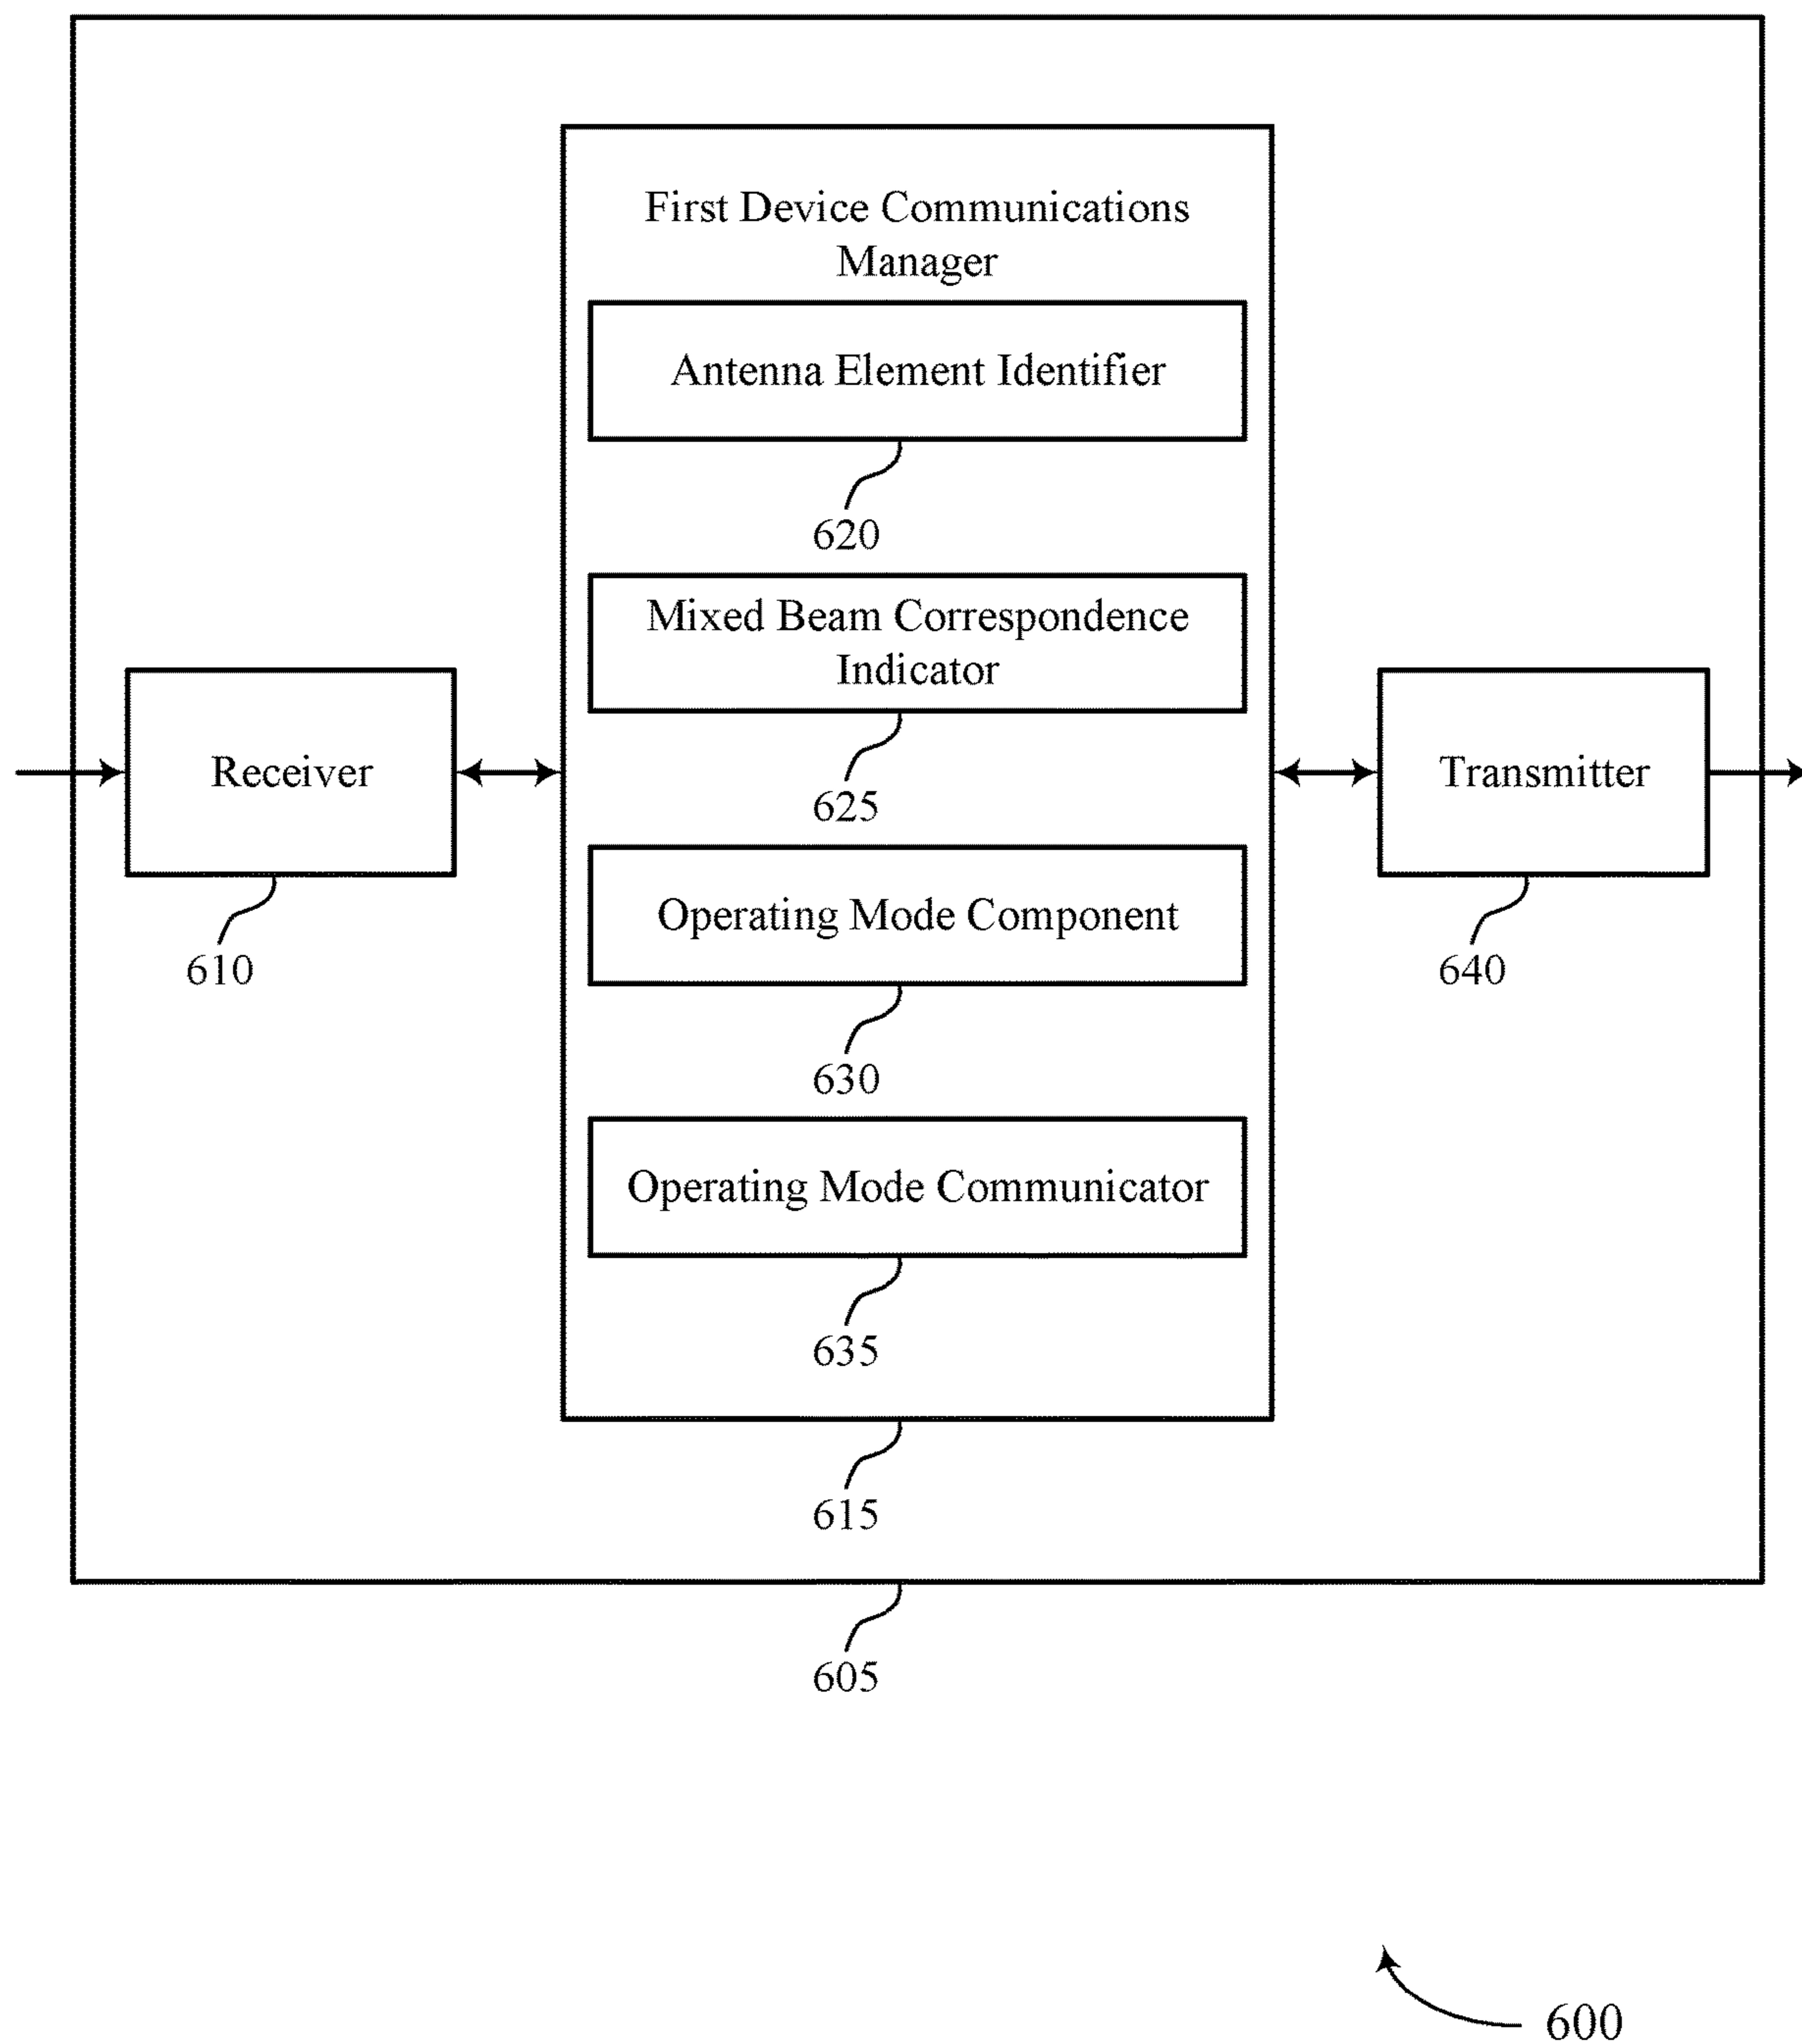 First Device Communications
Manager
Antenna Element Identifier
620
Mixed Beam Correspondence
Indicator
625
Receiver
610
Transmitter
640
Operating Mode Component
630
Operating Mode Communicator
635
615
605
600